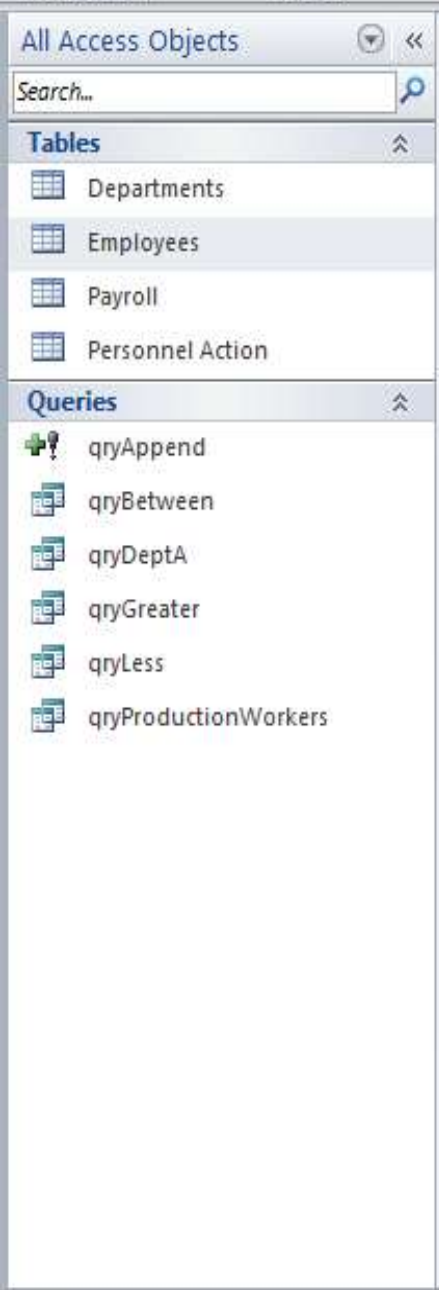 All Access Objects
Search...
Tables
Departments
Employees
Payroll
Personnel Action
Queries
qryAppend
qryBetween
qryDeptA
qryGreater
qryLess
qryProductionWorkers